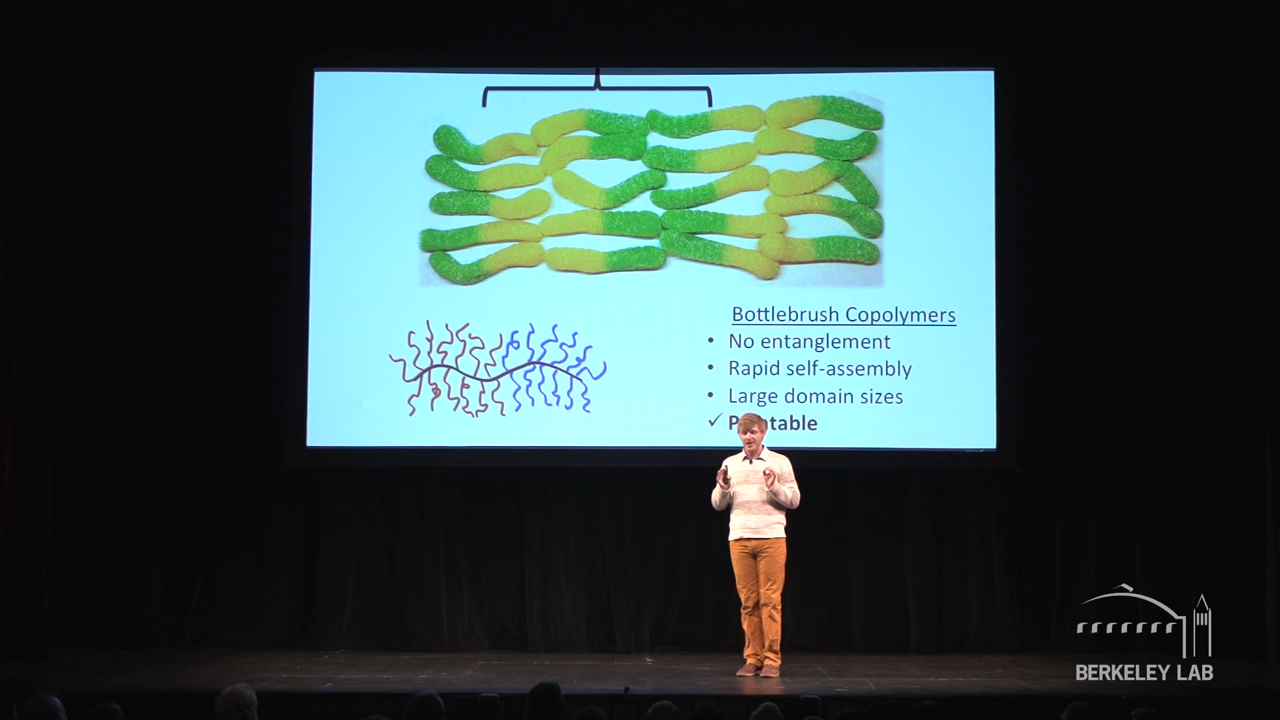 Bottlebrush Copolymers
• No entanglement
• Rapid self-assembly
• Large domain sizes
✓ P table
BERKELEY LAB